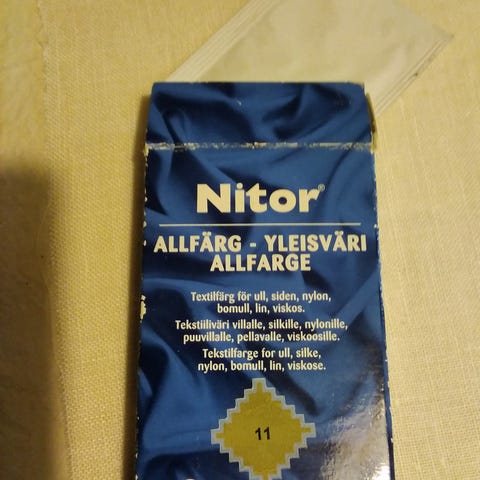 Nitor®
ALLFÄRG - YLEISVÄRI
ALLFARGE
Textilfärg för ull, siden, nylon,
bomull, lin, viskos.
Tekstiiliväri villalle, silkille, nylonille,
puuvillalle, pellavalle, viskoosille.
Tekstilfarge for ull, silke,
nylon, bomull, lin, viskose.
11